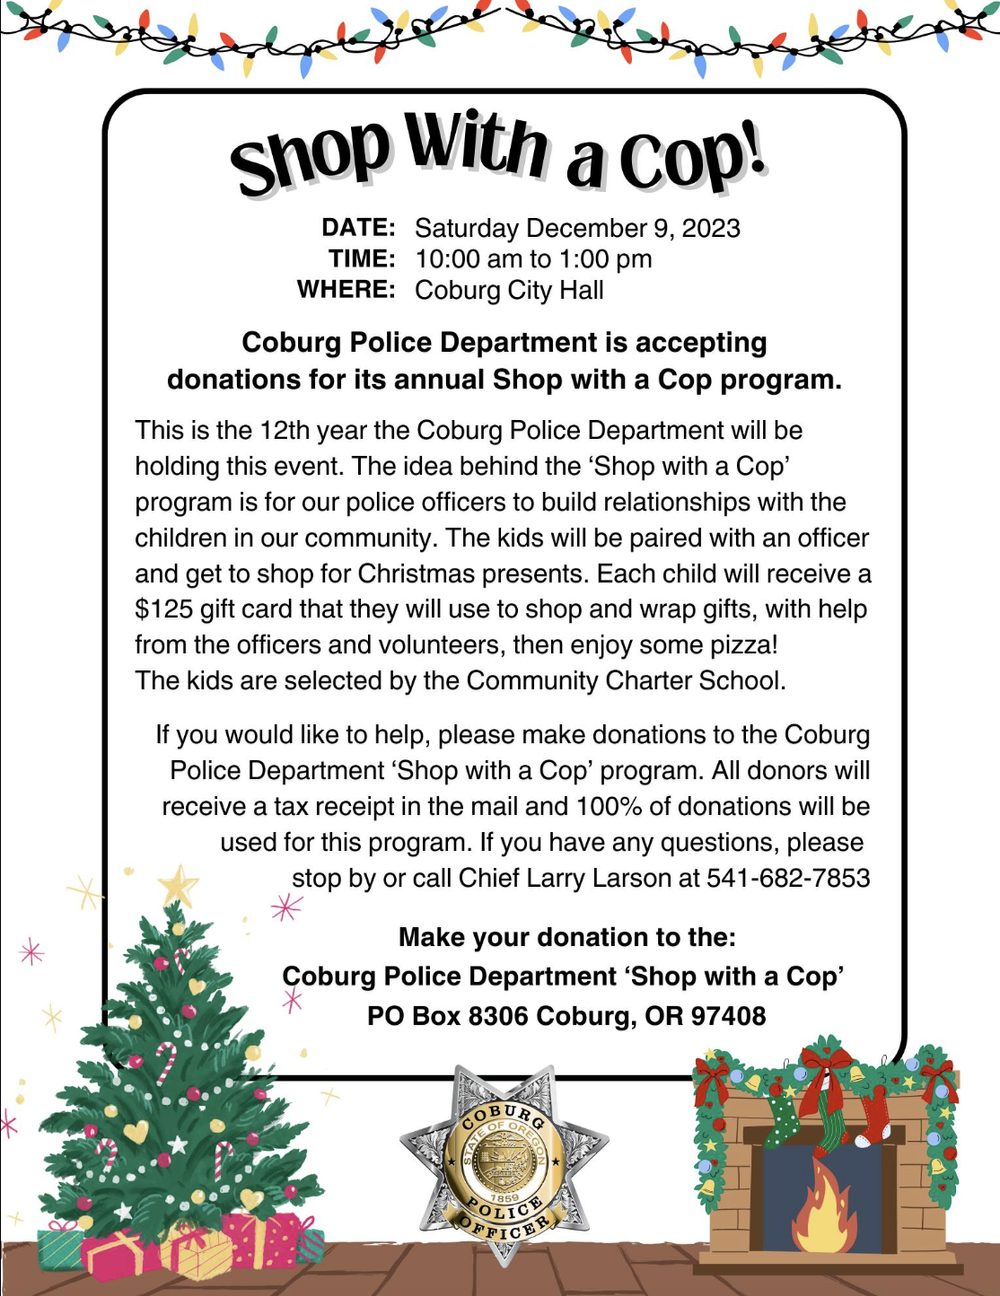 Shop With a Cop!
DATE: Saturday December 9, 2023
TIME: 10:00 am to 1:00 pm
WHERE: Coburg City Hall
Coburg Police Department is accepting
donations for its annual Shop with a Cop program.
This is the 12th year the Coburg Police Department will be
holding this event. The idea behind the ‘Shop with a Cop’
program is for our police officers to build relationships with the
children in our community. The kids will be paired with an officer
and get to shop for Christmas presents. Each child will receive a
$125 gift card that they will use to shop and wrap gifts, with help
from the officers and volunteers, then enjoy some pizza!
The kids are selected by the Community Charter School.
If you would like to help, please make donations to the Coburg
Police Department ‘Shop with a Cop’ program. All donors will
receive a tax receipt in the mail and 100% of donations will be
used for this program. If you have any questions, please
stop by or call Chief Larry Larson at 541-682-7853
Make your donation to the:
Coburg Police Department ‘Shop with a Cop’
PO Box 8306 Coburg, OR 97408
COBURG
STATE OF OREGON
1859
POLICE
OFFICER